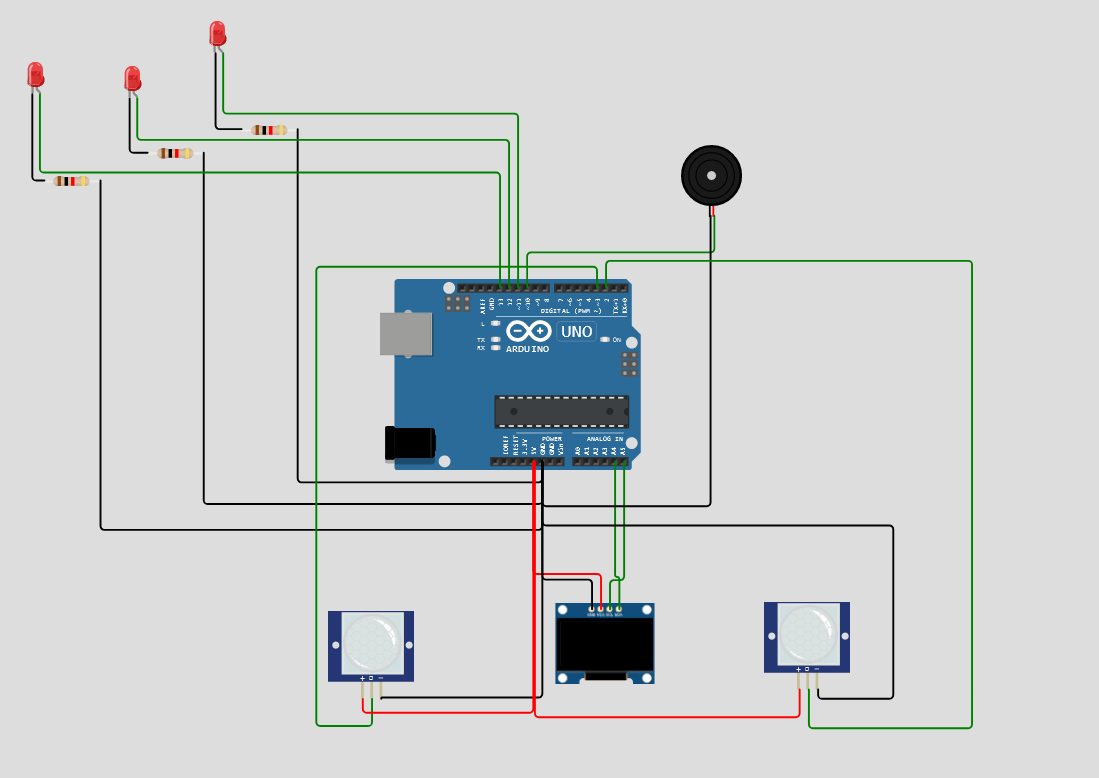 AREF
GND
13
12
~11
~10
~9
8
7
~6
~5
4
~3
2
TX→1
RX←0
DIGITAL (PWM ~)
L
UNO
TX
RX
ON
ARDUINO
POWER
ANALOG IN
IOREF
RESET
3.3V
5V
GND
GND
Vin
A0
A1
A2
A3
A4
A5
GND VCC SCL SDA
+ D -
+ D -